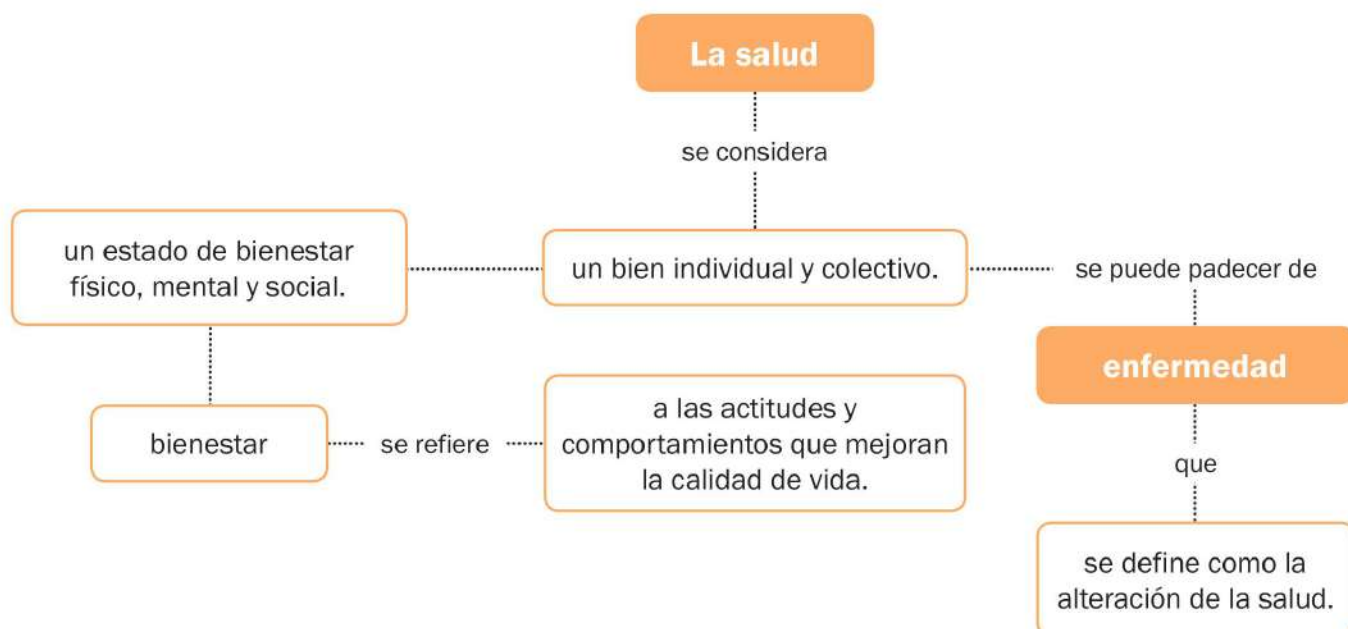 La salud
se considera
un estado de bienestar
físico, mental y social.
un bien individual y colectivo.
se puede padecer de
enfermedad
bienestar
se refiere
a las actitudes y
comportamientos que mejoran
la calidad de vida.
que
se define como la
alteración de la salud.